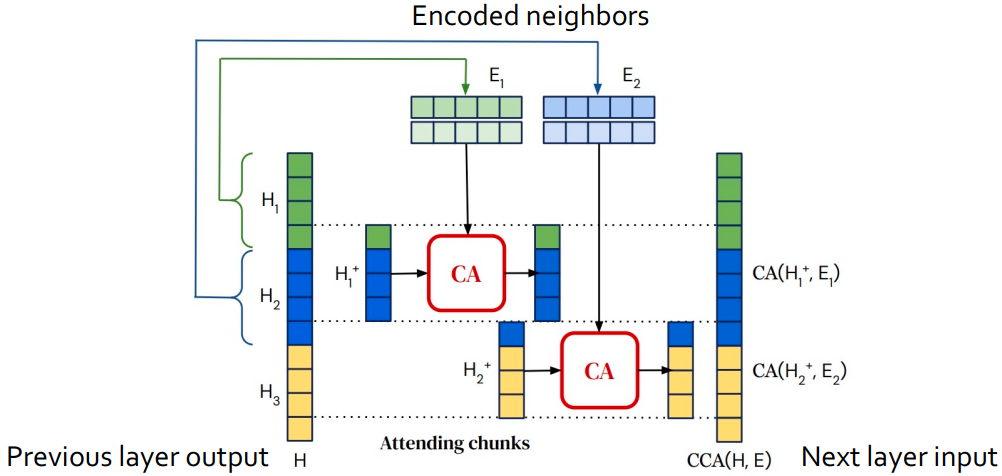 Encoded neighbors
E₁
E₂
H₁
H₁⁺
CA
CA(H₁⁺, E₁)
H₂
H₂⁺
CA
CA(H₂⁺, E₂)
H₃
Attending chunks
Previous layer output
H
CCA(H, E)
Next layer input